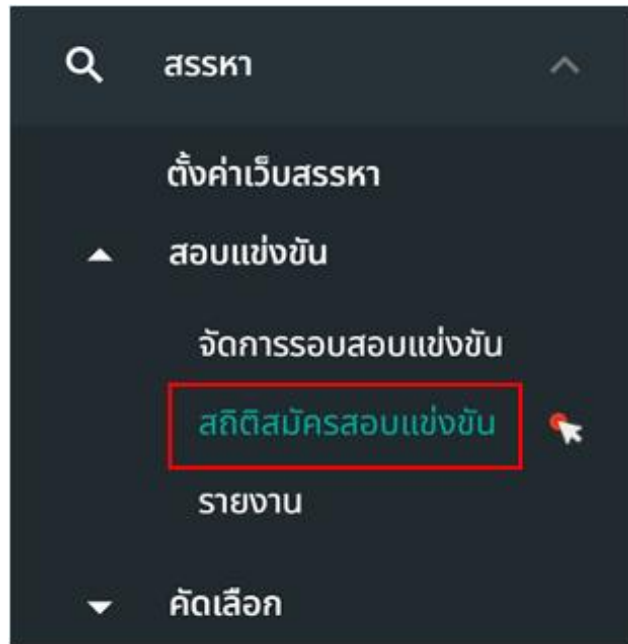 สรรหา
ตั้งค่าเว็บสรรหา
สอบแข่งขัน
จัดการรอบสอบแข่งขัน
สถิติสมัครสอบแข่งขัน
รายงาน
คัดเลือก